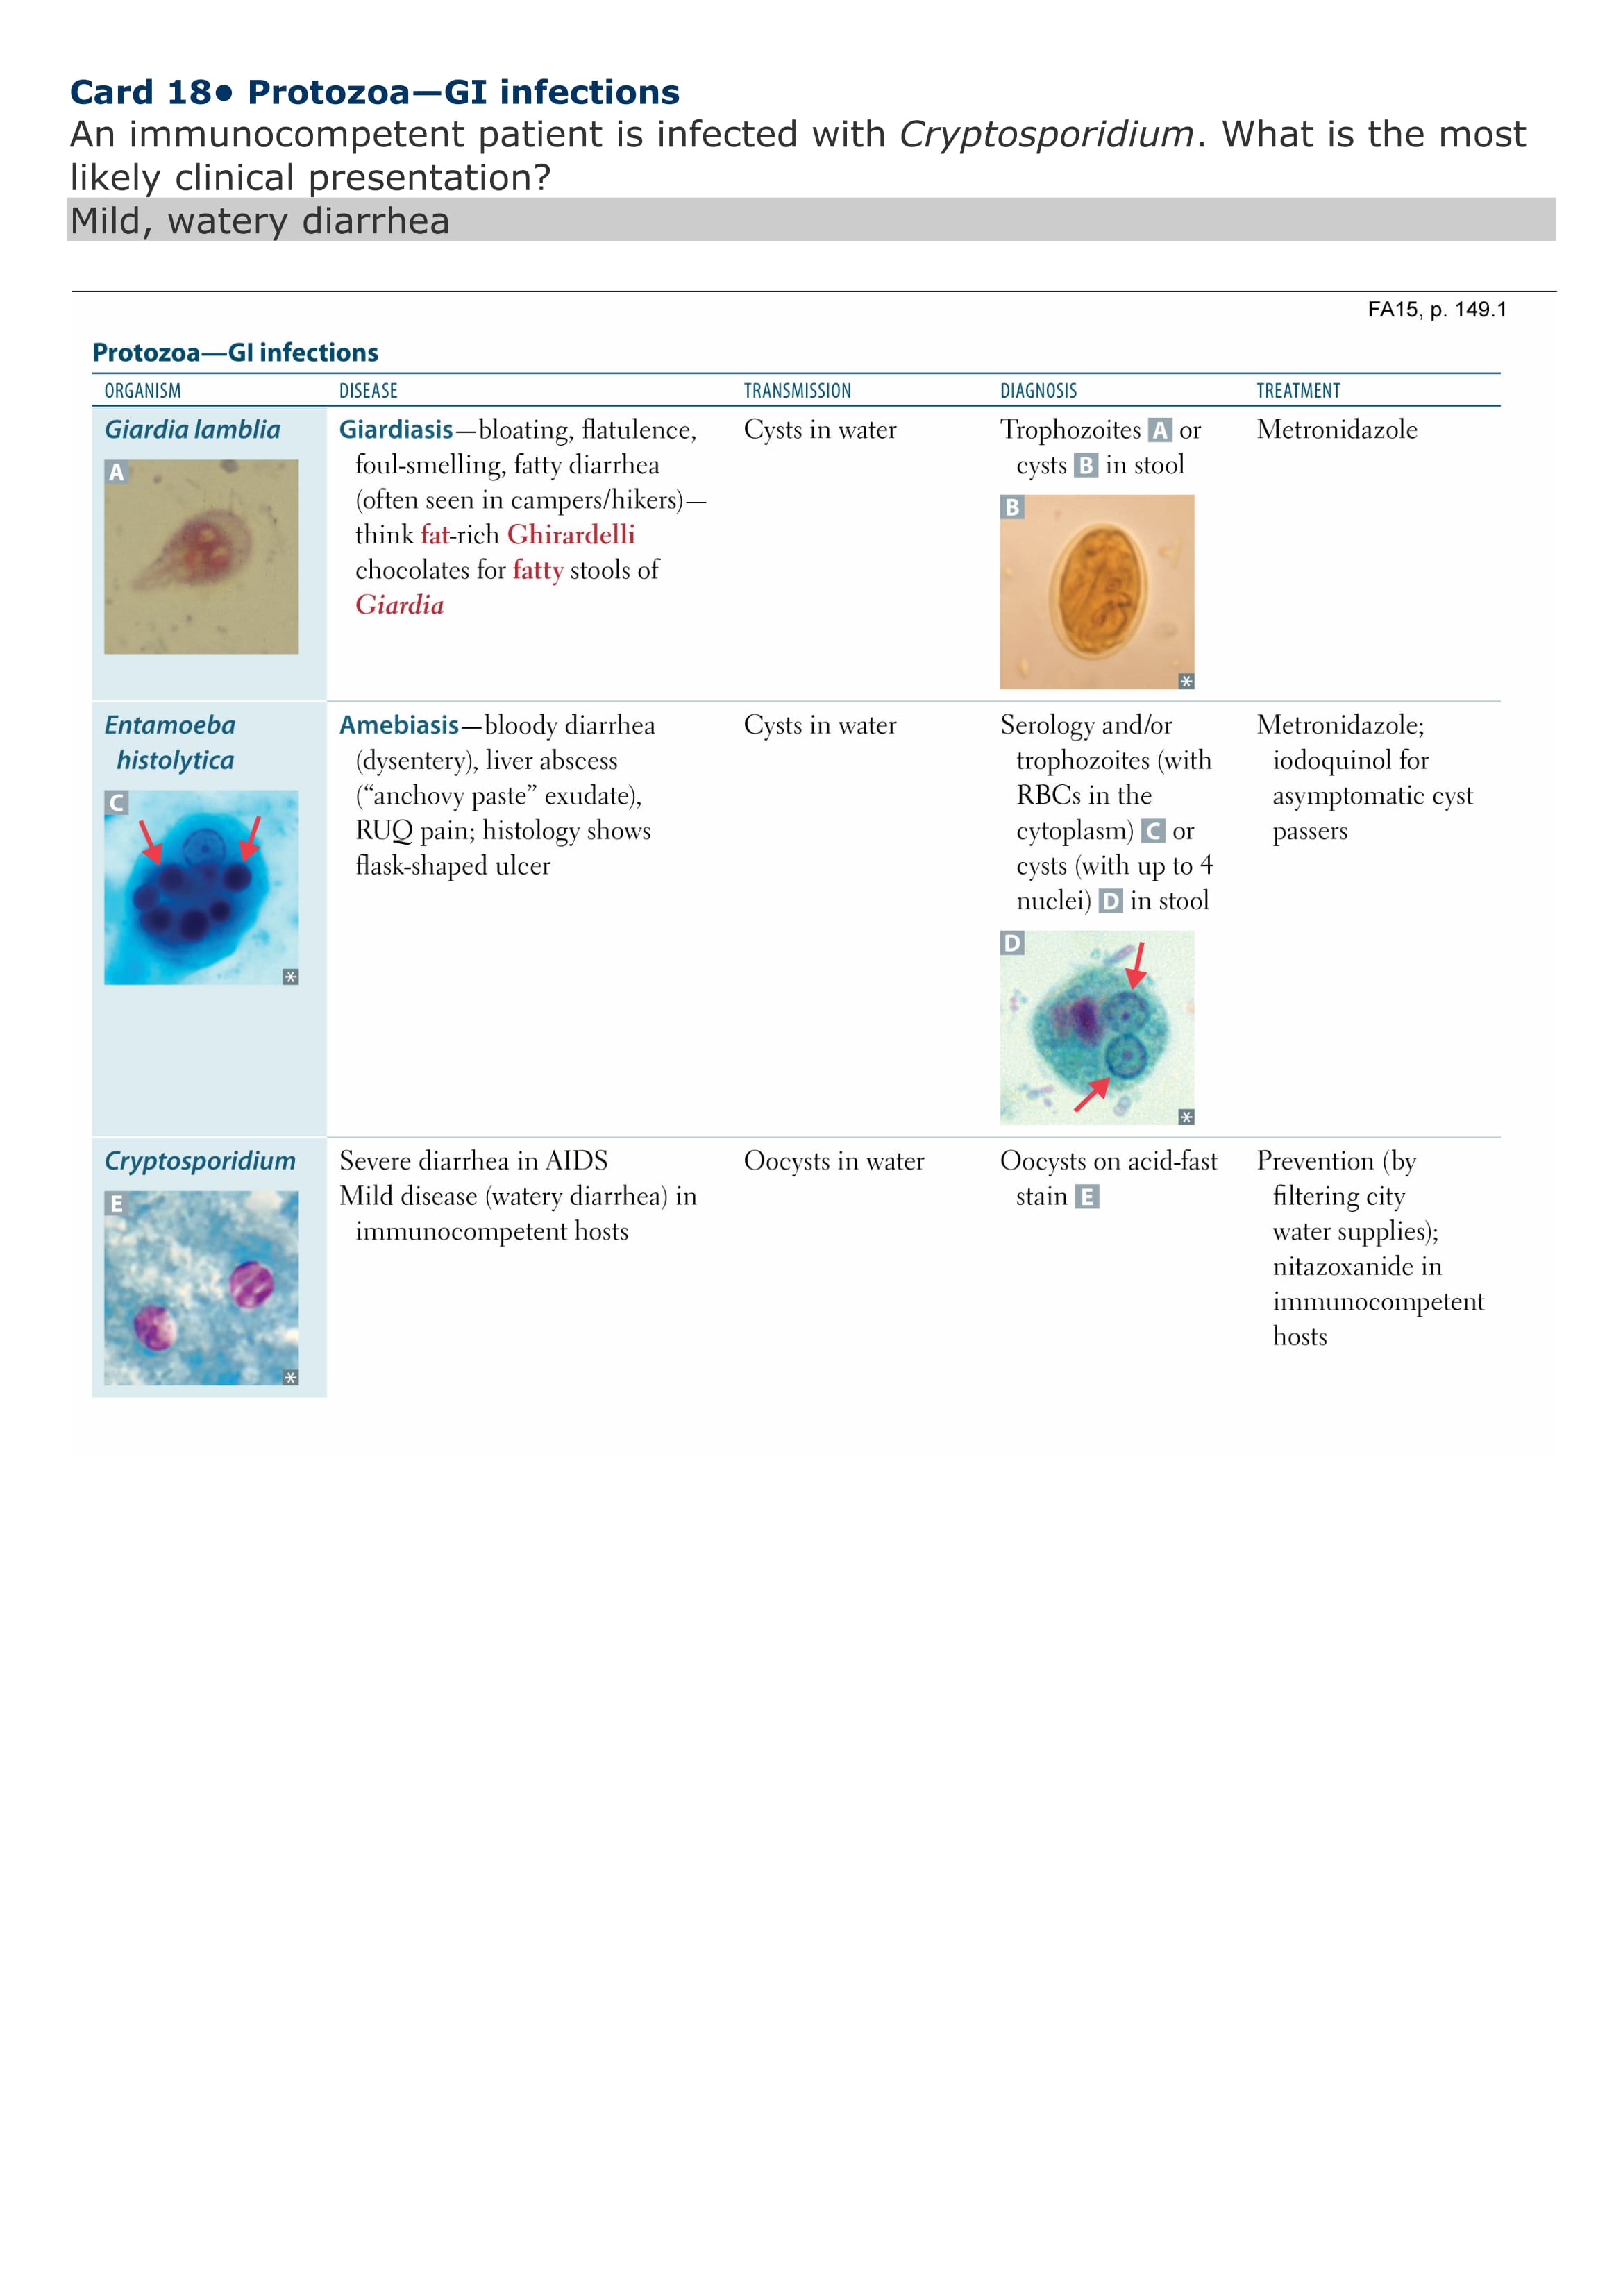 Card 18• Protozoa—GI infections
An immunocompetent patient is infected with Cryptosporidium. What is the most
likely clinical presentation?
Mild, watery diarrhea
FA15, p. 149.1
Protozoa—GI infections
ORGANISM DISEASE TRANSMISSION DIAGNOSIS TREATMENT
Giardia lamblia
A
Giardiasis—bloating, flatulence,
foul-smelling, fatty diarrhea
(often seen in campers/hikers)—
think fat-rich Ghirardelli
chocolates for fatty stools of
Giardia
Cysts in water
Trophozoites A or
cysts B in stool
B
*
Metronidazole
Entamoeba
histolytica
C
*
Amebiasis—bloody diarrhea
(dysentery), liver abscess
(“anchovy paste” exudate),
RUQ pain; histology shows
flask-shaped ulcer
Cysts in water
Serology and/or
trophozoites (with
RBCs in the
cytoplasm) C or
cysts (with up to 4
nuclei) D in stool
D
*
Metronidazole;
iodoquinol for
asymptomatic cyst
passers
Cryptosporidium
E
*
Severe diarrhea in AIDS
Mild disease (watery diarrhea) in
immunocompetent hosts
Oocysts in water
Oocysts on acid-fast
stain E
Prevention (by
filtering city
water supplies);
nitazoxanide in
immunocompetent
hosts